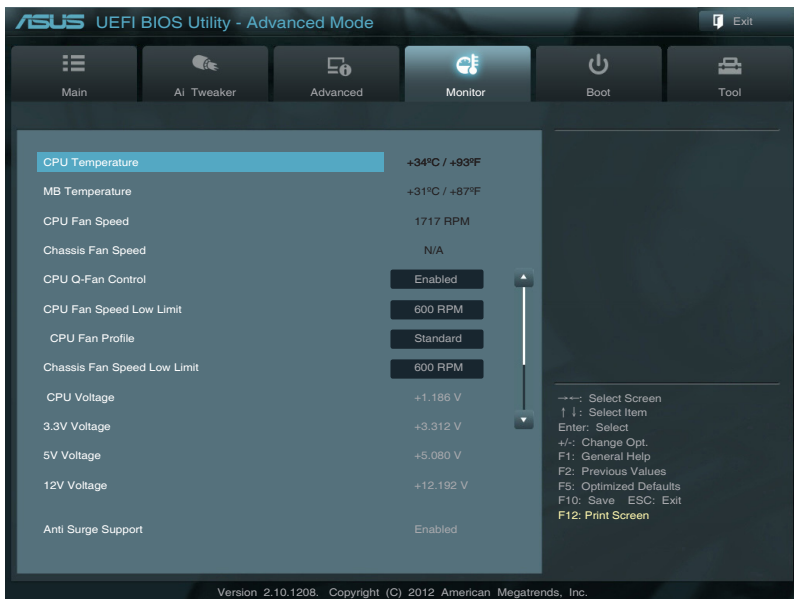 ASUS UEFI BIOS Utility - Advanced Mode
Exit
Main
Ai Tweaker
Advanced
Monitor
Boot
Tool
CPU Temperature +34ºC / +93ºF
MB Temperature +31ºC / +87ºF
CPU Fan Speed 1717 RPM
Chassis Fan Speed N/A
CPU Q-Fan Control Enabled
CPU Fan Speed Low Limit 600 RPM
CPU Fan Profile Standard
Chassis Fan Speed Low Limit 600 RPM
CPU Voltage +1.186 V
3.3V Voltage +3.312 V
5V Voltage +5.080 V
12V Voltage +12.192 V
Anti Surge Support Enabled
→←: Select Screen
↑↓: Select Item
Enter: Select
+/-: Change Opt.
F1: General Help
F2: Previous Values
F5: Optimized Defaults
F10: Save ESC: Exit
F12: Print Screen
Version 2.10.1208. Copyright (C) 2012 American Megatrends, Inc.